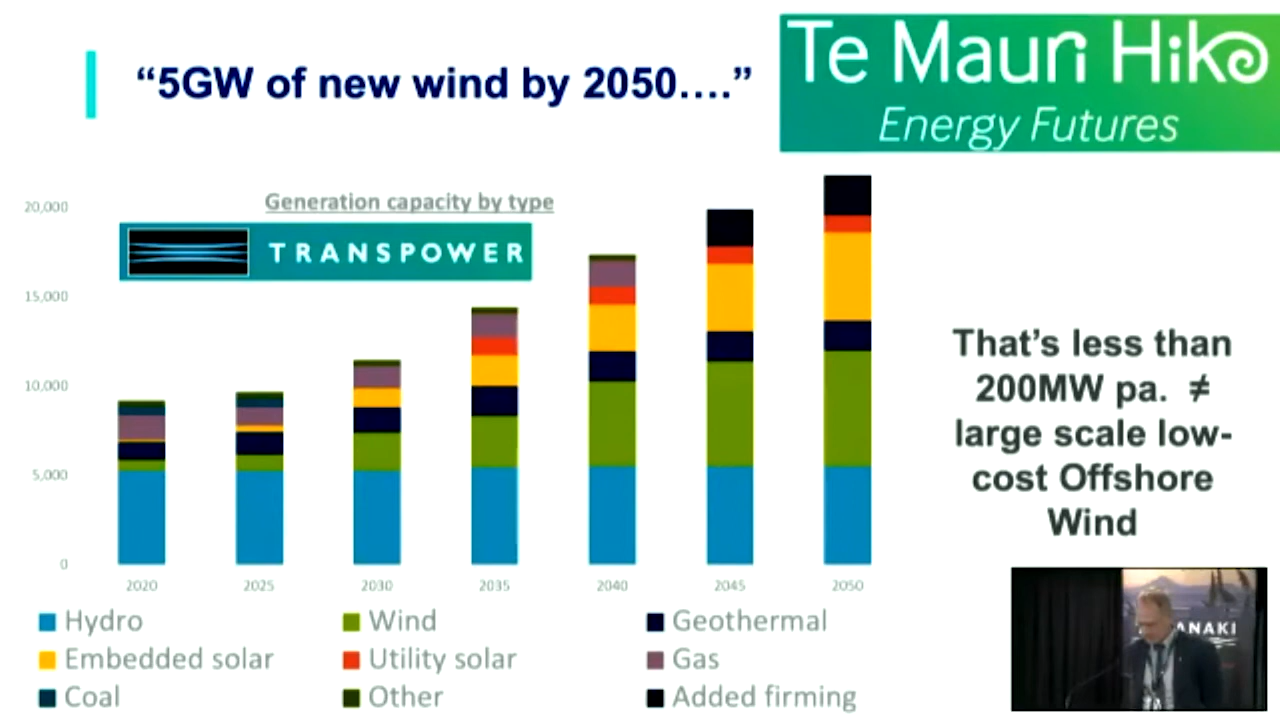 “5GW of new wind by 2050....”
Te Mauri Hiko
Energy Futures
Generation capacity by type
TRANSPOWER
20,000
15,000
10,000
5,000
0
2020 2025 2030 2035 2040 2045 2050
Hydro Wind Geothermal
Embedded solar Utility solar Gas
Coal Other Added firming
That’s less than
200MW pa. ≠
large scale low-
cost Offshore
Wind
ANAKI